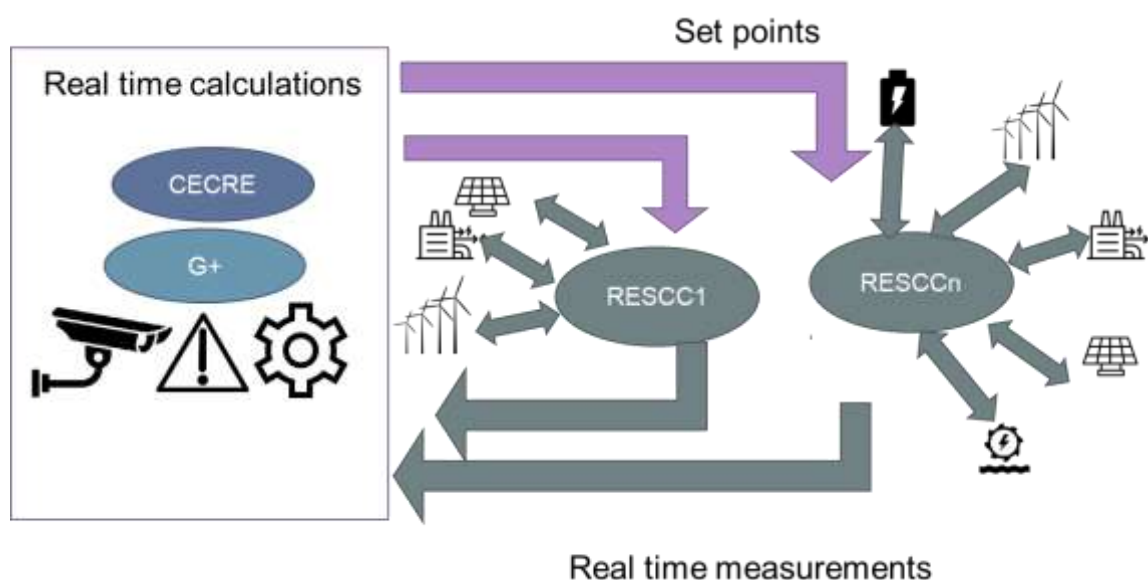 Set points
Real time calculations
CECRE
G+
RESCC1
RESCCn
Real time measurements